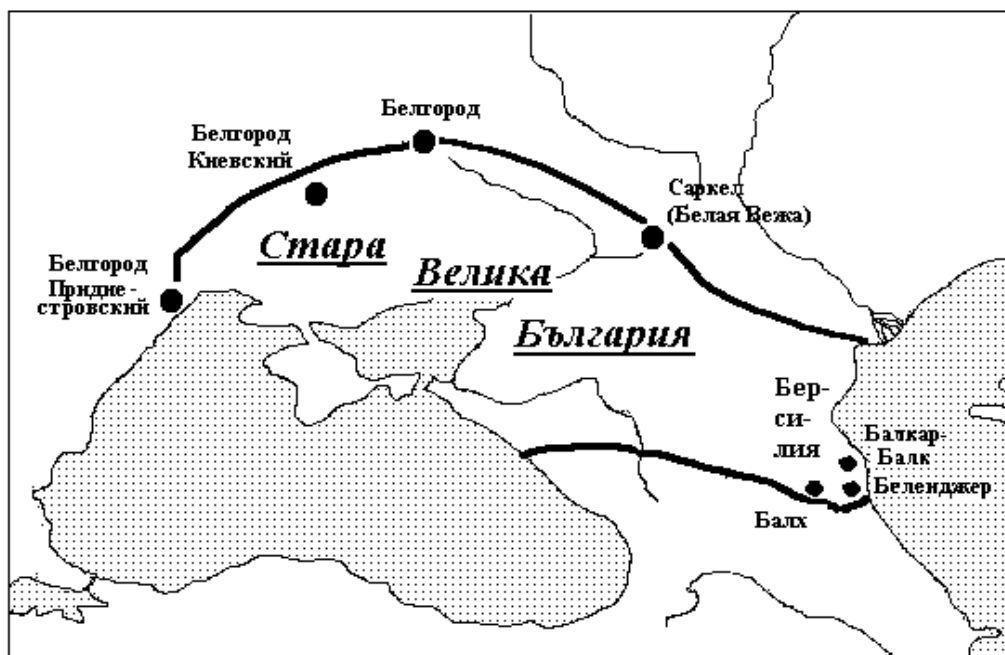 Белгород
Белгород
Киевский
Саркел
(Белая Вежа)
Стара
Белгород
Придне-
стровский
Велика
България
Бер-
си-
лия
Балкар-
Балк
Беленджер
Балх